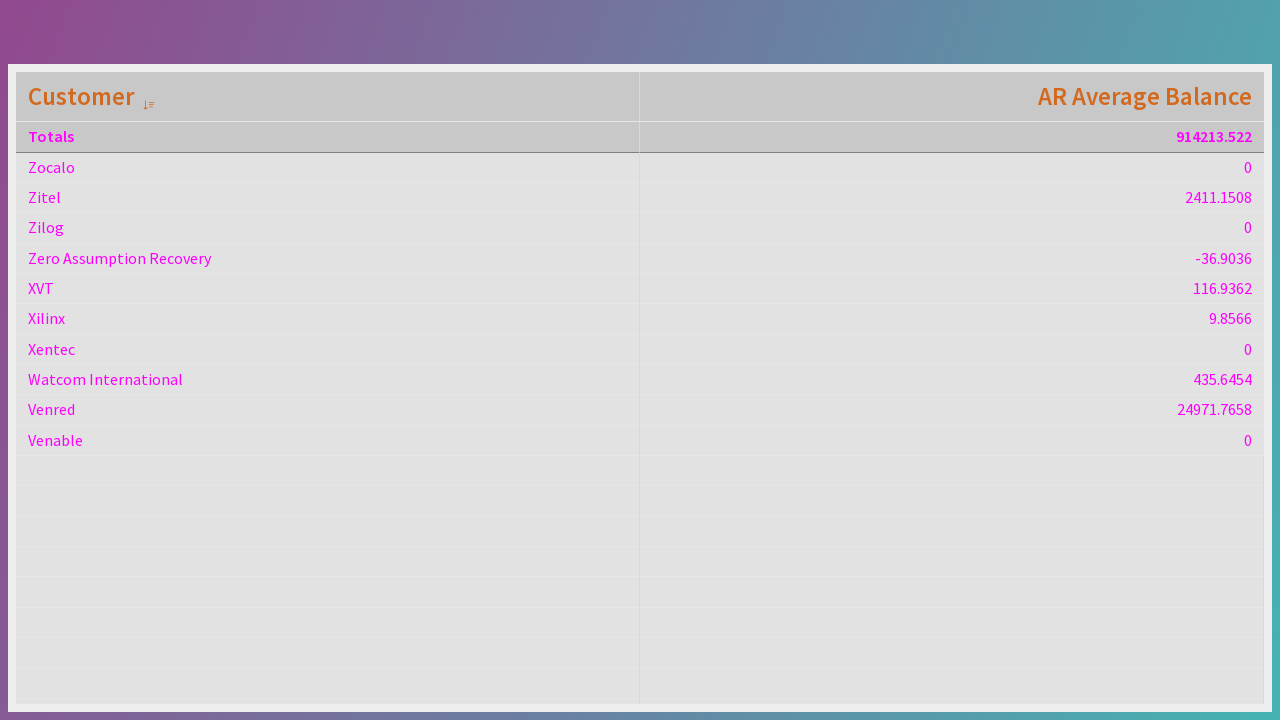 Customer AR Average Balance
Totals 914213.522
Zocalo 0
Zitel 2411.1508
Zilog 0
Zero Assumption Recovery -36.9036
XVT 116.9362
Xilinx 9.8566
Xentec 0
Watcom International 435.6454
Venred 24971.7658
Venable 0